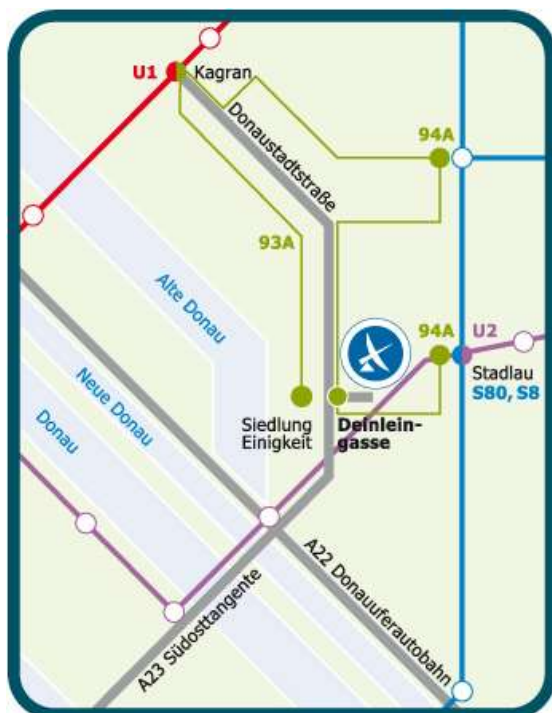 U1
Kagran
Donaustadtstraße
94A
93A
Alte Donau
94A
U2
Stadlau
S80, S8
Neue Donau
Donau
Siedlung
Einigkeit
Deinlein-
gasse
A22 Donauuferautobahn
A23 Südosttangente